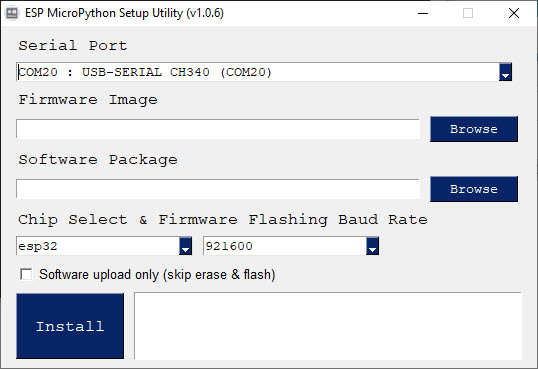 ESP MicroPython Setup Utility (v1.0.6)
Serial Port
COM20 : USB-SERIAL CH340 (COM20)
Firmware Image
Browse
Software Package
Browse
Chip Select & Firmware Flashing Baud Rate
esp32 921600
Software upload only (skip erase & flash)
Install